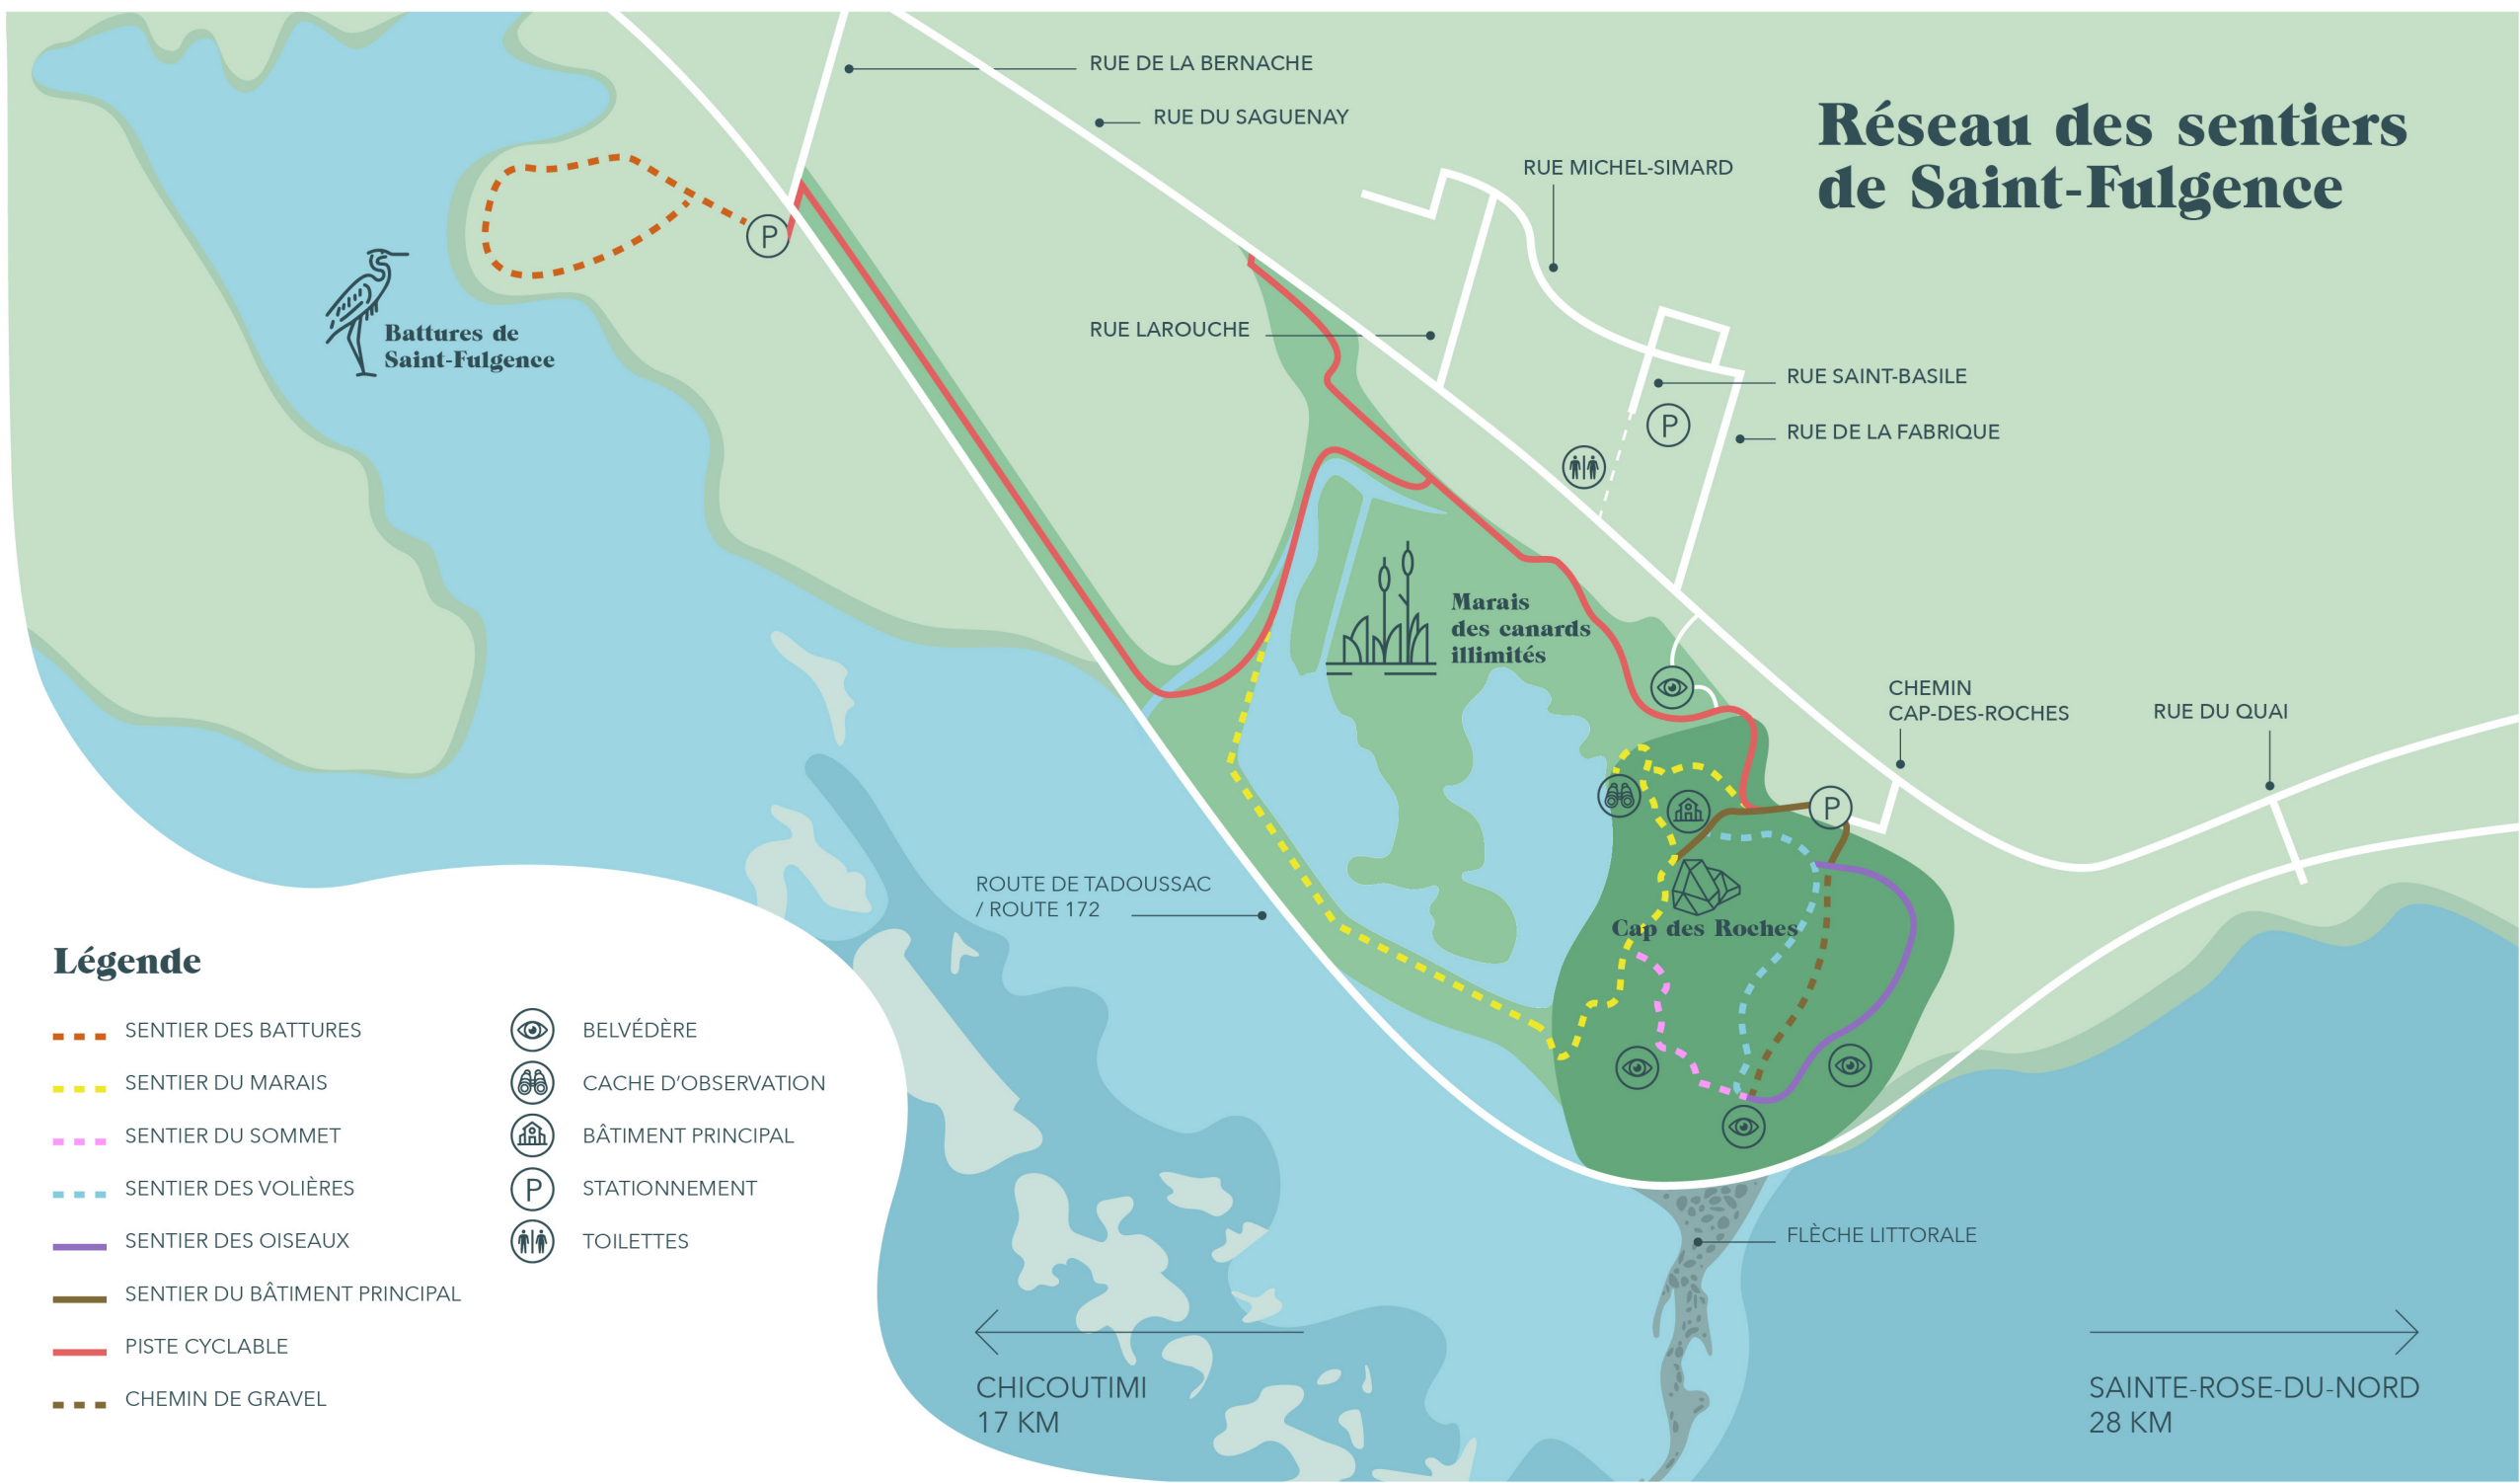 Réseau des sentiers
de Saint-Fulgence
RUE DE LA BERNACHE
RUE DU SAGUENAY
RUE MICHEL-SIMARD
RUE LAROUCHE
RUE SAINT-BASILE
P
RUE DE LA FABRIQUE
P
Battures de
Saint-Fulgence
Marais
des canards
illimités
CHEMIN
CAP-DES-ROCHES
RUE DU QUAI
P
ROUTE DE TADOUSSAC
/ ROUTE 172
Cap des Roches
FLÈCHE LITTORALE
CHICOUTIMI
17 KM
SAINTE-ROSE-DU-NORD
28 KM
Légende
SENTIER DES BATTURES
SENTIER DU MARAIS
SENTIER DU SOMMET
SENTIER DES VOLIÈRES
SENTIER DES OISEAUX
SENTIER DU BÂTIMENT PRINCIPAL
PISTE CYCLABLE
CHEMIN DE GRAVEL
BELVÉDÈRE
CACHE D'OBSERVATION
BÂTIMENT PRINCIPAL
P STATIONNEMENT
TOILETTES